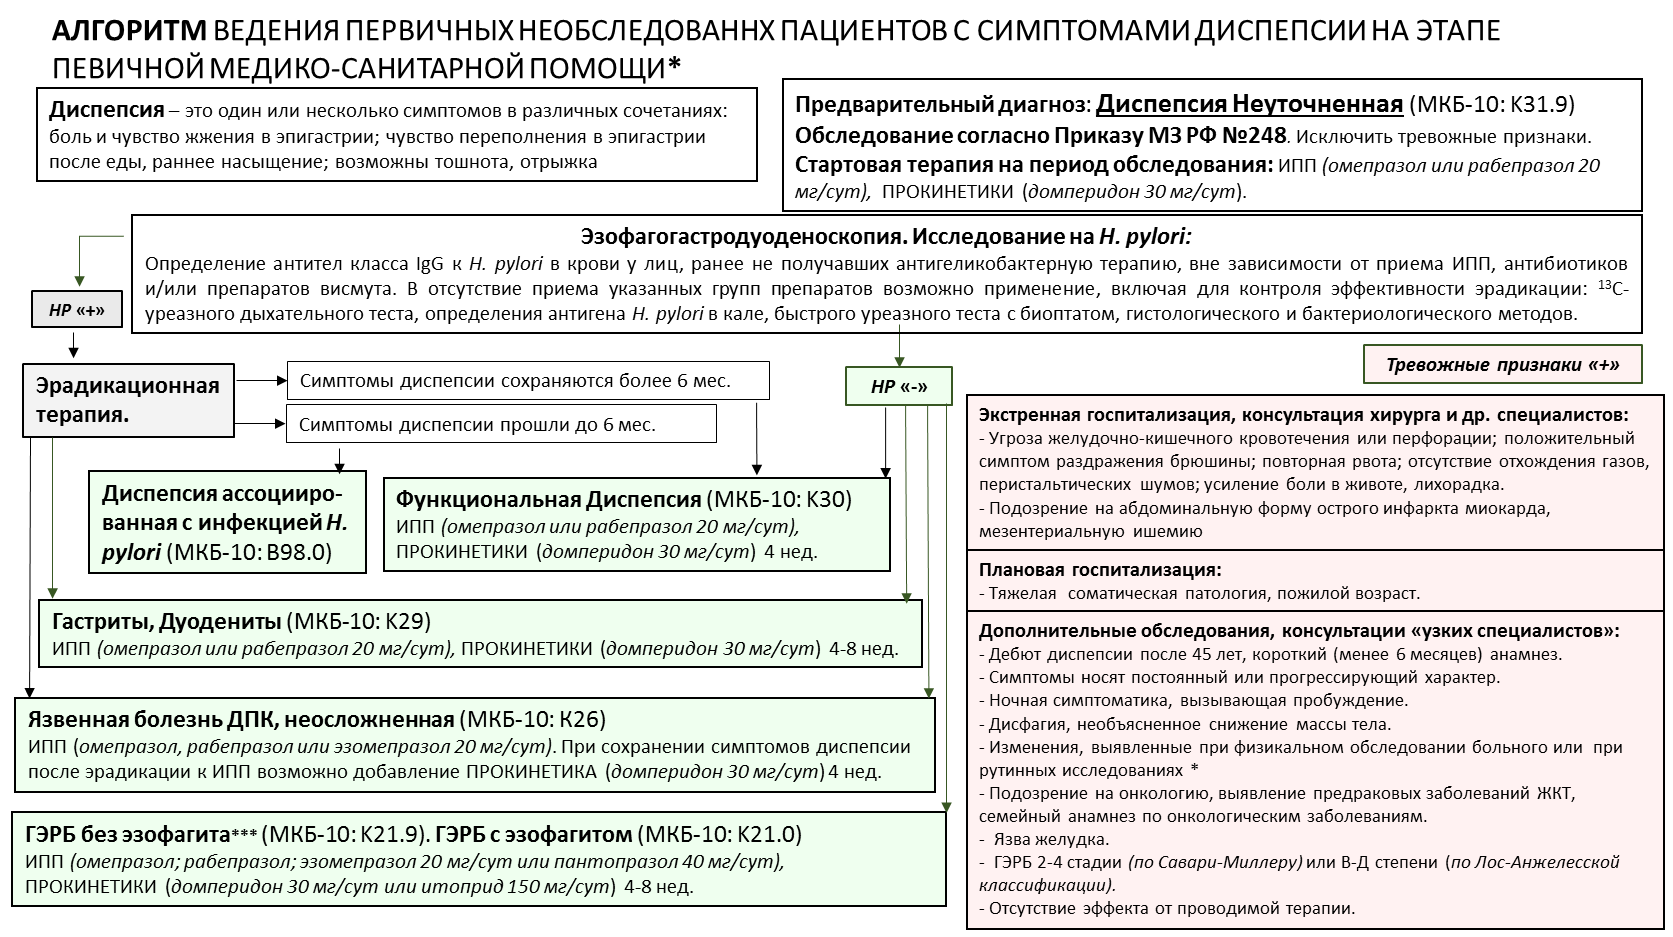 АЛГОРИТМ ВЕДЕНИЯ ПЕРВИЧНЫХ НЕОБСЛЕДОВАННХ ПАЦИЕНТОВ С СИМПТОМАМИ ДИСПЕПСИИ НА ЭТАПЕ
ПЕВИЧНОЙ МЕДИКО-САНИТАРНОЙ ПОМОЩИ*
Диспепсия – это один или несколько симптомов в различных сочетаниях:
боль и чувство жжения в эпигастрии; чувство переполнения в эпигастрии
после еды, раннее насыщение; возможны тошнота, отрыжка
Предварительный диагноз: Диспепсия Неуточненная (МКБ-10: K31.9)
Обследование согласно Приказу МЗ РФ №248. Исключить тревожные признаки.
Стартовая терапия на период обследования: ИПП (омепразол или рабепразол 20
мг/сут), ПРОКИНЕТИКИ (домперидон 30 мг/сут).
Эзофагогастродуоденоскопия. Исследование на H. pylori:
Определение антител класса IgG к H. pylori в крови у лиц, ранее не получавших антигеликобактерную терапию, вне зависимости от приема ИПП, антибиотиков
и/или препаратов висмута. В отсутствие приема указанных групп препаратов возможно применение, включая для контроля эффективности эрадикации: ¹³С-
уреазного дыхательного теста, определения антигена H. pylori в кале, быстрого уреазного теста с биоптатом, гистологического и бактериологического методов.
HP «+»
Эрадикационная
терапия.
Симптомы диспепсии сохраняются более 6 мес.
Симптомы диспепсии прошли до 6 мес.
HP «-»
Диспепсия ассоцииро-
ванная с инфекцией H.
pylori (МКБ-10: B98.0)
Функциональная Диспепсия (МКБ-10: K30)
ИПП (омепразол или рабепразол 20 мг/сут),
ПРОКИНЕТИКИ (домперидон 30 мг/сут) 4 нед.
Гастриты, Дуодениты (МКБ-10: K29)
ИПП (омепразол или рабепразол 20 мг/сут), ПРОКИНЕТИКИ (домперидон 30 мг/сут) 4-8 нед.
Язвенная болезнь ДПК, неосложненная (МКБ-10: K26)
ИПП (омепразол, рабепразол или эзомепразол 20 мг/сут). При сохранении симптомов диспепсии
после эрадикации к ИПП возможно добавление ПРОКИНЕТИКА (домперидон 30 мг/сут) 4 нед.
ГЭРБ без эзофагита*** (МКБ-10: K21.9). ГЭРБ с эзофагитом (МКБ-10: K21.0)
ИПП (омепразол; рабепразол; эзомепразол 20 мг/сут или пантопразол 40 мг/сут),
ПРОКИНЕТИКИ (домперидон 30 мг/сут или итоприд 150 мг/сут) 4-8 нед.
Тревожные признаки «+»
Экстренная госпитализация, консультация хирурга и др. специалистов:
- Угроза желудочно-кишечного кровотечения или перфорации; положительный
симптом раздражения брюшины; повторная рвота; отсутствие отхождения газов,
перистальтических шумов; усиление боли в животе, лихорадка.
- Подозрение на абдоминальную форму острого инфаркта миокарда,
мезентериальную ишемию
Плановая госпитализация:
- Тяжелая соматическая патология, пожилой возраст.
Дополнительные обследования, консультации «узких специалистов»:
- Дебют диспепсии после 45 лет, короткий (менее 6 месяцев) анамнез.
- Симптомы носят постоянный или прогрессирующий характер.
- Ночная симптоматика, вызывающая пробуждение.
- Дисфагия, необъясненное снижение массы тела.
- Изменения, выявленные при физикальном обследовании больного или при
рутинных исследованиях *
- Подозрение на онкологию, выявление предраковых заболеваний ЖКТ,
семейный анамнез по онкологическим заболеваниям.
- Язва желудка.
- ГЭРБ 2-4 стадии (по Савари-Миллеру) или В-Д степени (по Лос-Анжелесской
классификации).
- Отсутствие эффекта от проводимой терапии.